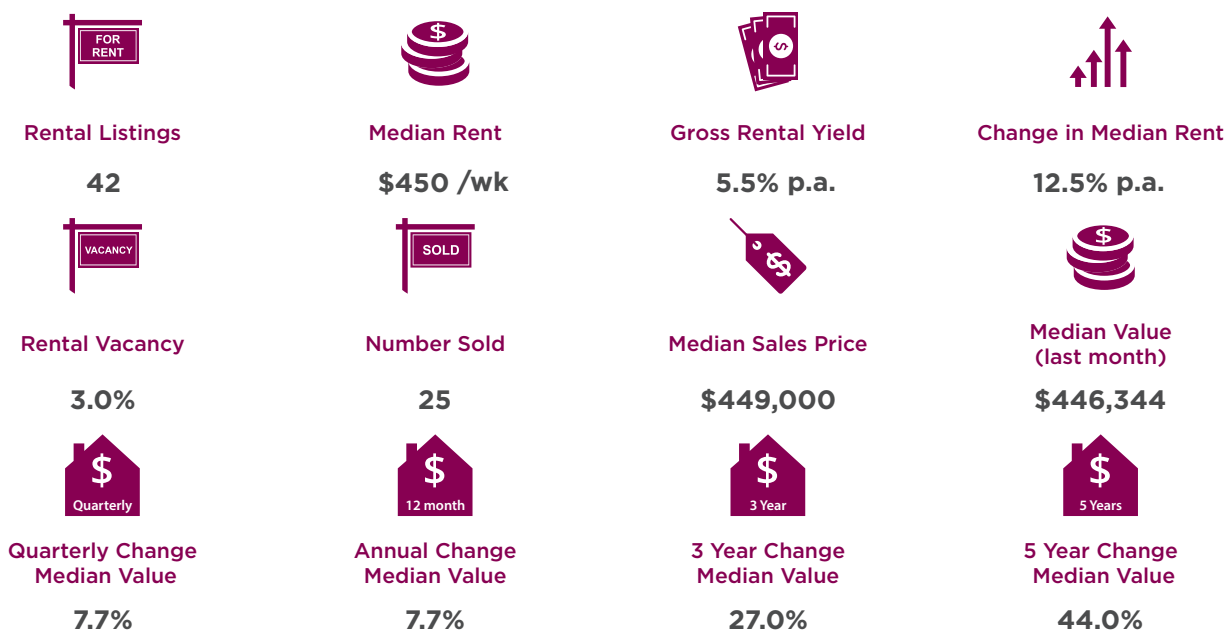 FOR
RENT
$
$
Rental Listings
Median Rent
Gross Rental Yield
Change in Median Rent
42
$450 /wk
5.5% p.a.
12.5% p.a.
VACANCY
SOLD
$
$
Rental Vacancy
Number Sold
Median Sales Price
Median Value
(last month)
3.0%
25
$449,000
$446,344
$
Quarterly
$
12 month
$
3 Year
$
5 Years
Quarterly Change
Median Value
Annual Change
Median Value
3 Year Change
Median Value
5 Year Change
Median Value
7.7%
7.7%
27.0%
44.0%